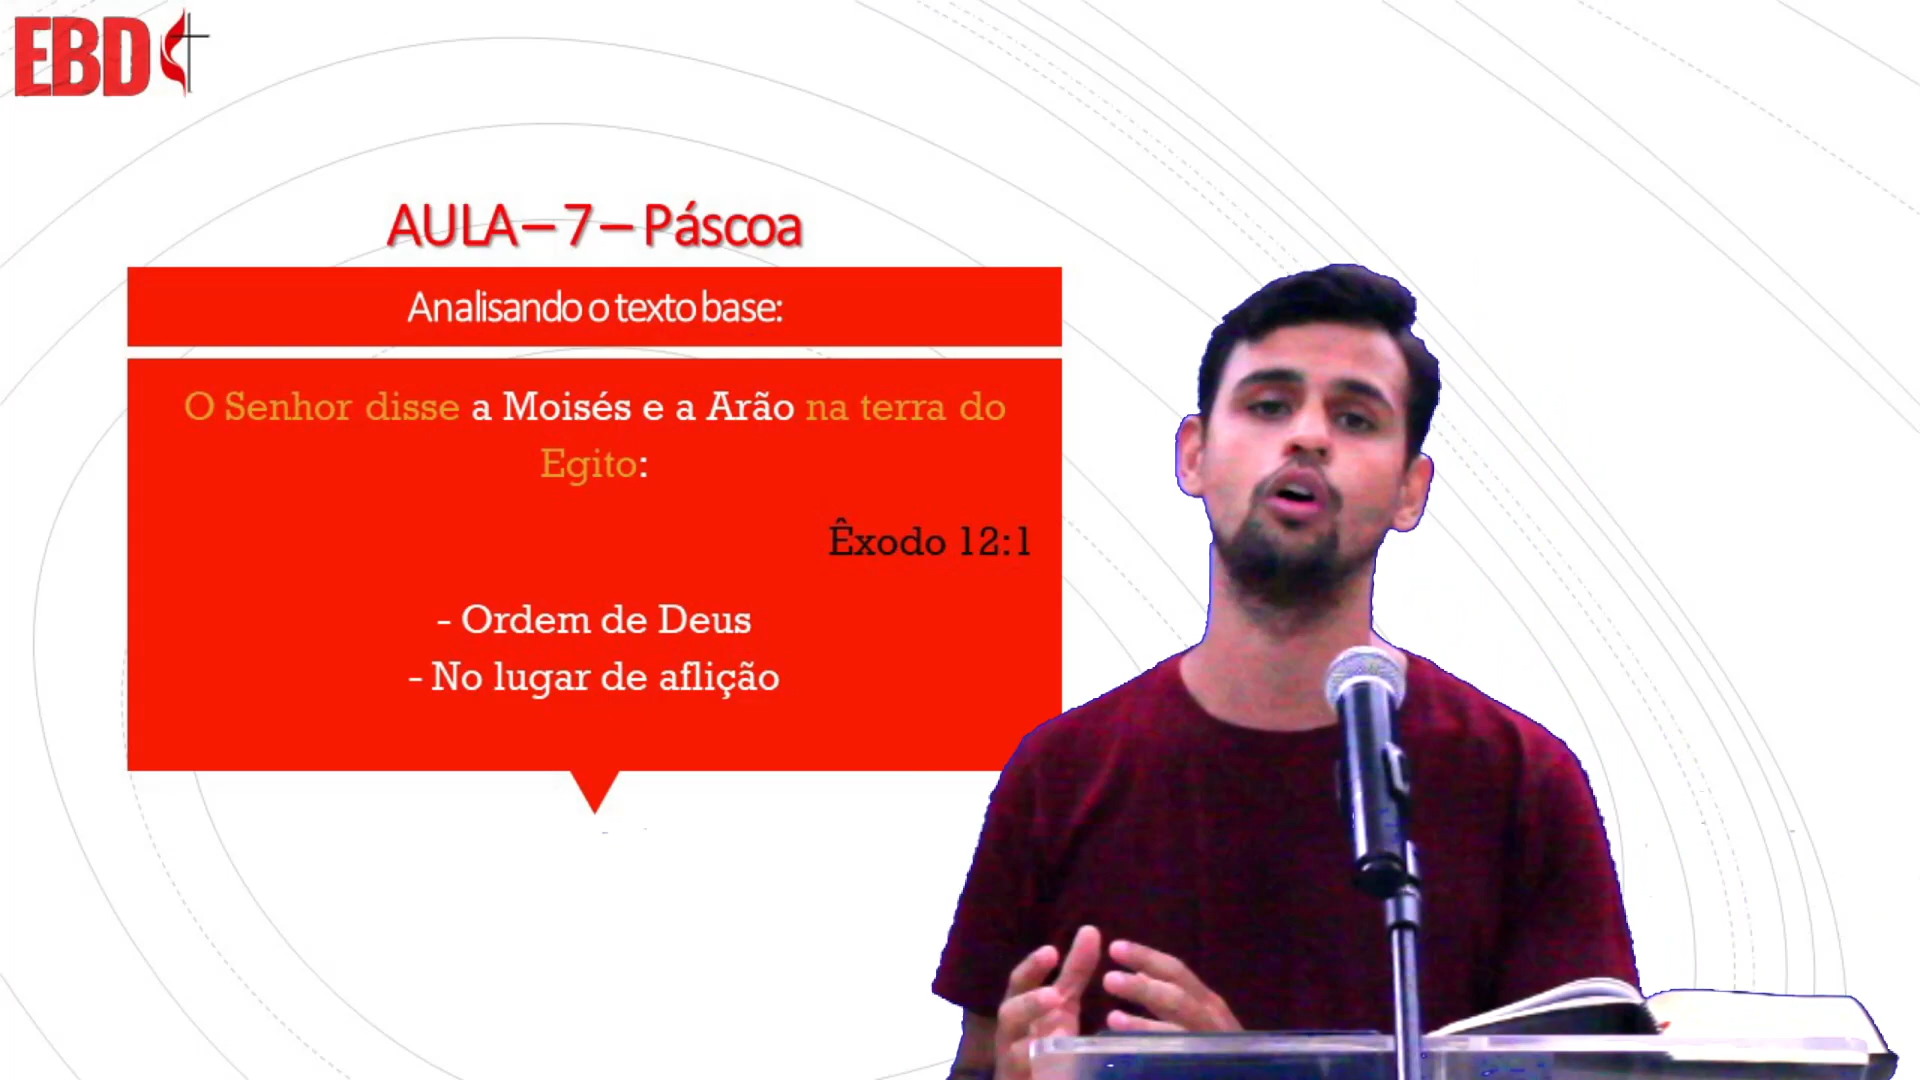 EBD
AULA – 7 – Páscoa
Analisando o texto base:
O Senhor disse a Moisés e a Arão na terra do
Egito:
Êxodo 12:1
- Ordem de Deus
- No lugar de aflição